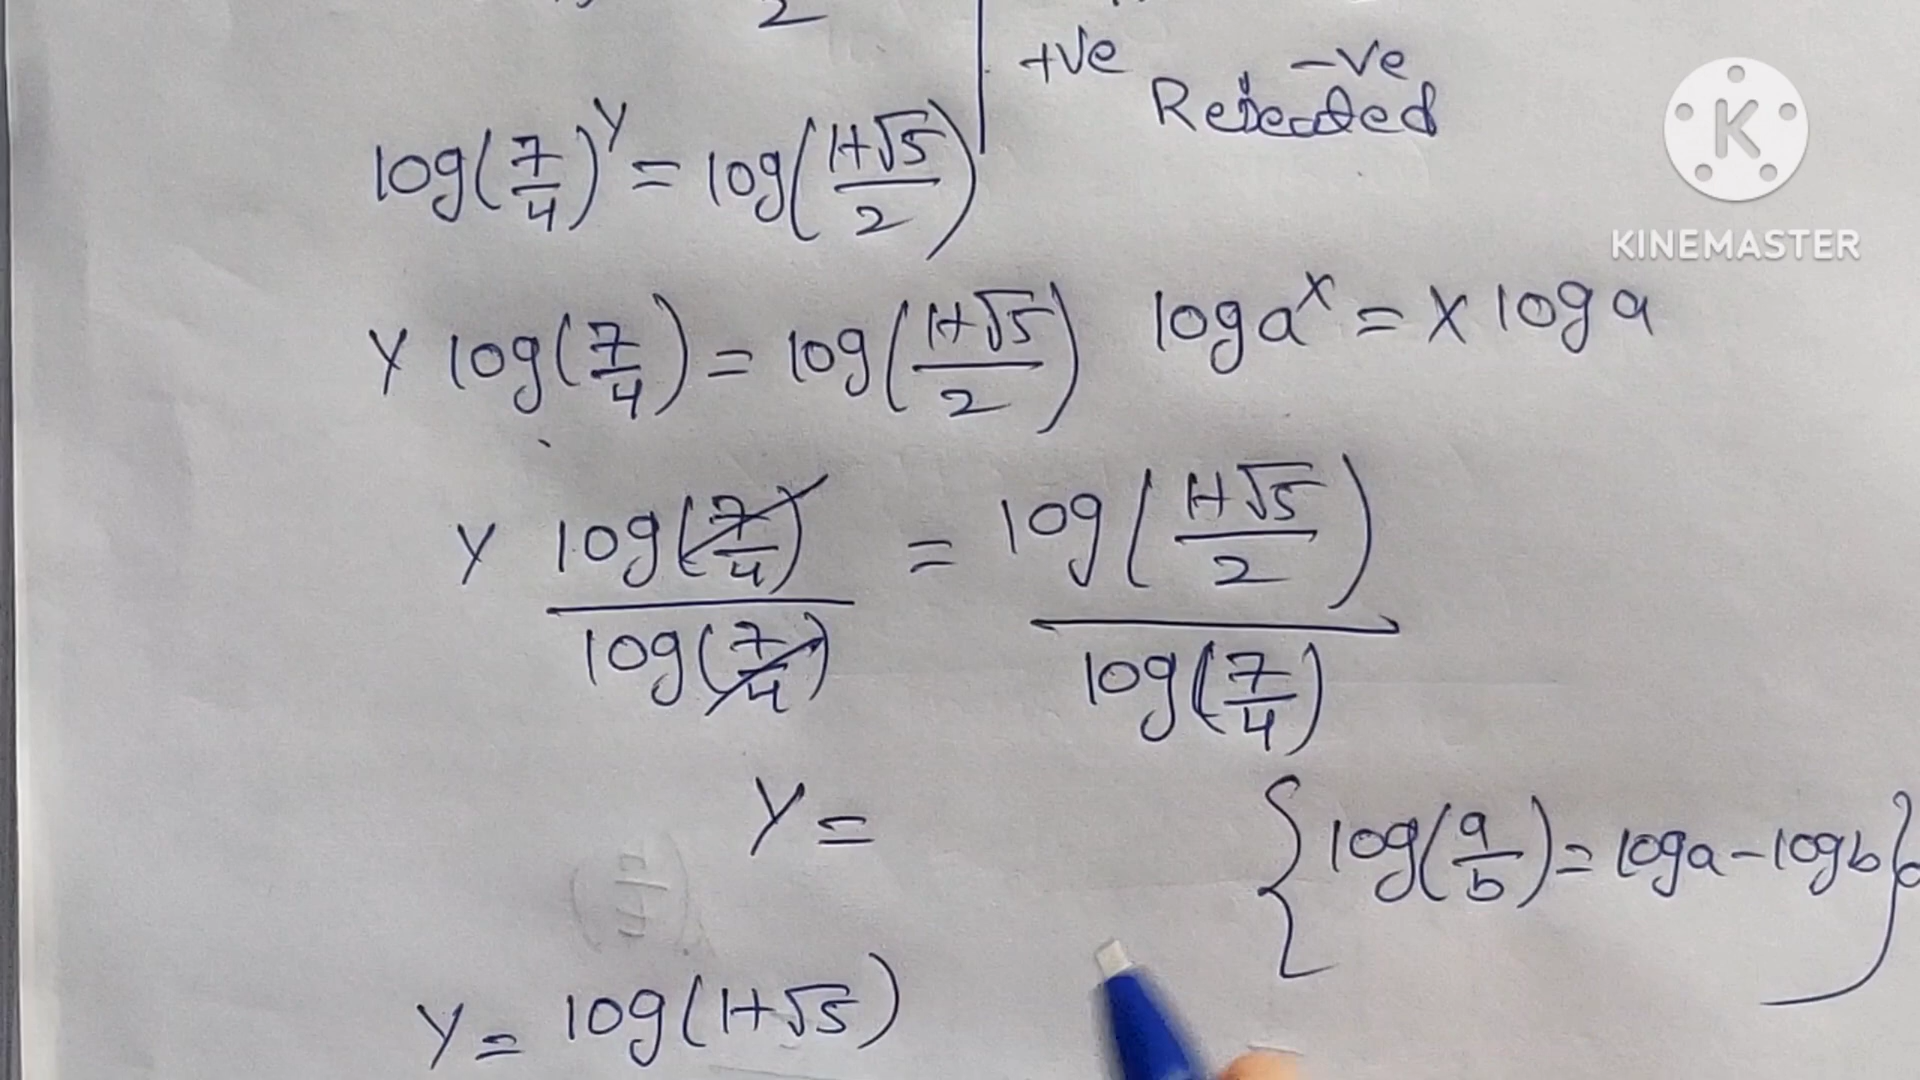 2
+ve -ve
Rejected
log(7/4)^Y = log((1+√5)/2)
Y log(7/4) = log((1+√5)/2) log a^x = x log a
Y log(7/4)/log(7/4) = log((1+√5)/2)/log(7/4)
Y =
{log(a/b) = log a - log b}
Y = log(1+√5)
K
KINEMASTER